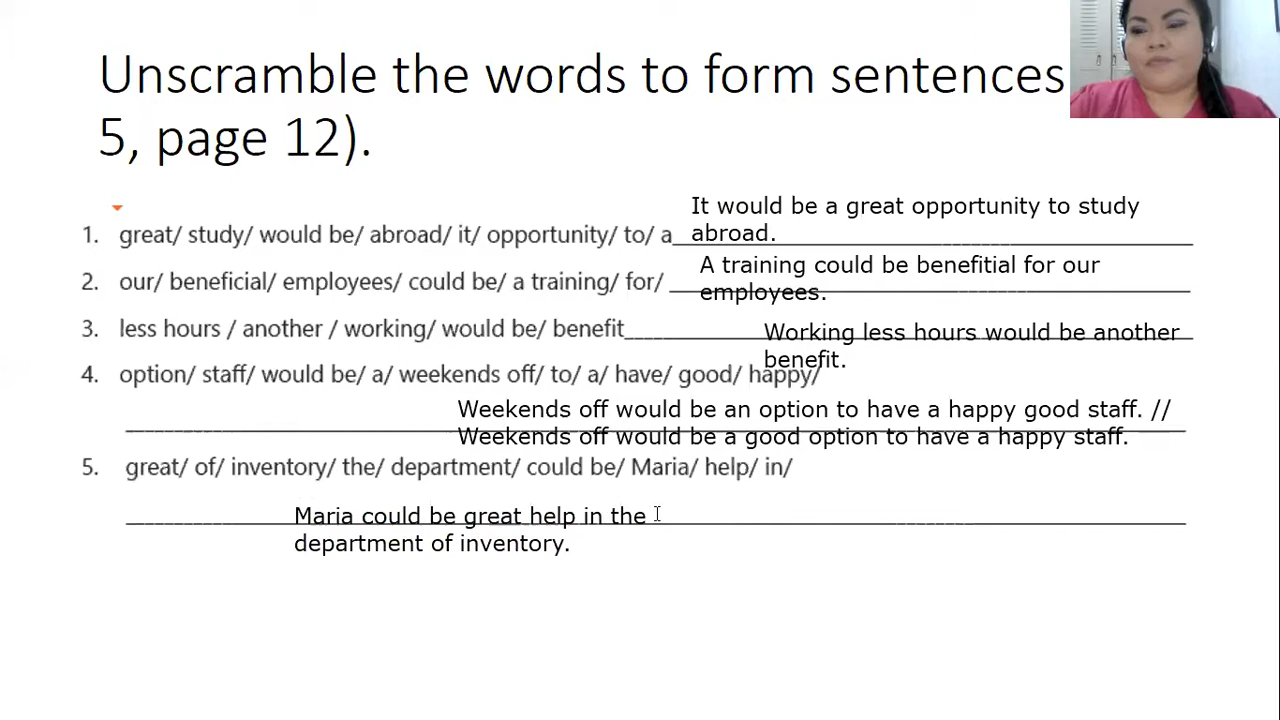 Unscramble the words to form sentences
5, page 12).
It would be a great opportunity to study
abroad.
1. great/ study/ would be/ abroad/ it/ opportunity/ to/ a
A training could be benefitial for our
employees.
2. our/ beneficial/ employees/ could be/ a training/ for/
3. less hours / another / working/ would be/ benefit
Working less hours would be another
benefit.
4. option/ staff/ would be/ a/ weekends off/ to/ a/ have/ good/ happy/
Weekends off would be an option to have a happy good staff. //
Weekends off would be a good option to have a happy staff.
5. great/ of/ inventory/ the/ department/ could be/ Maria/ help/ in/
Maria could be great help in the
department of inventory.